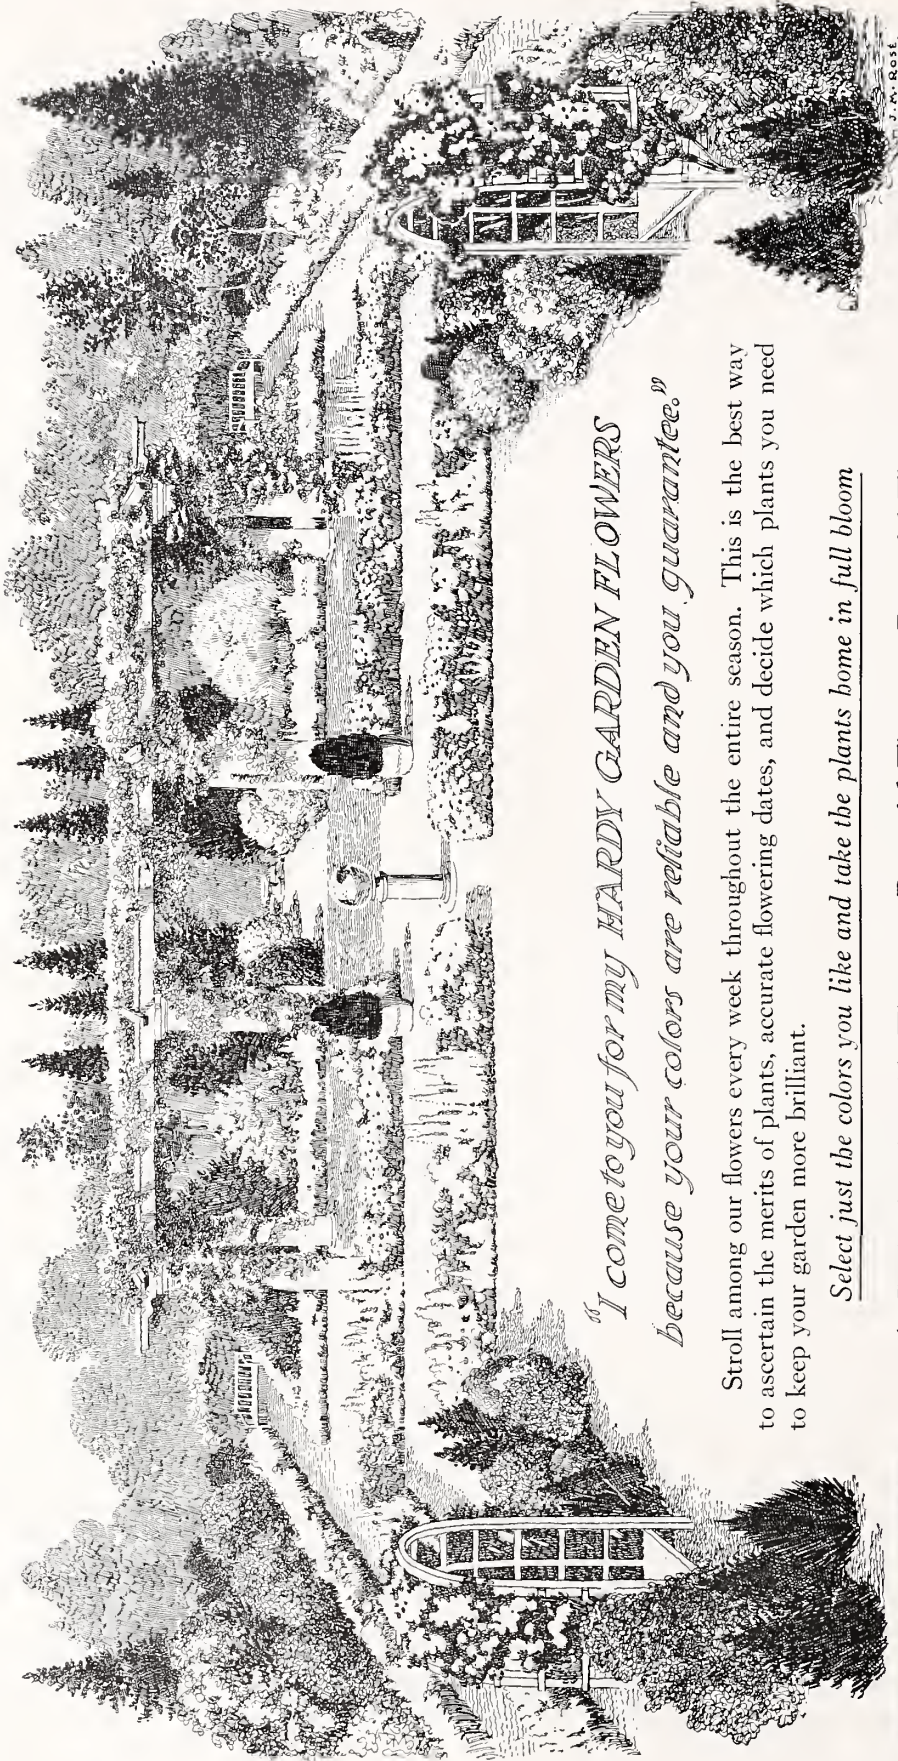 "I come to you for my HARDY GARDEN FLOWERS
because your colors are reliable and you guarantee."
Stroll among our flowers every week throughout the entire season. This is the best way
to ascertain the merits of plants, accurate flowering dates, and decide which plants you need
to keep your garden more brilliant.
Select just the colors you like and take the plants home in full bloom
J.M. ROSÉ.